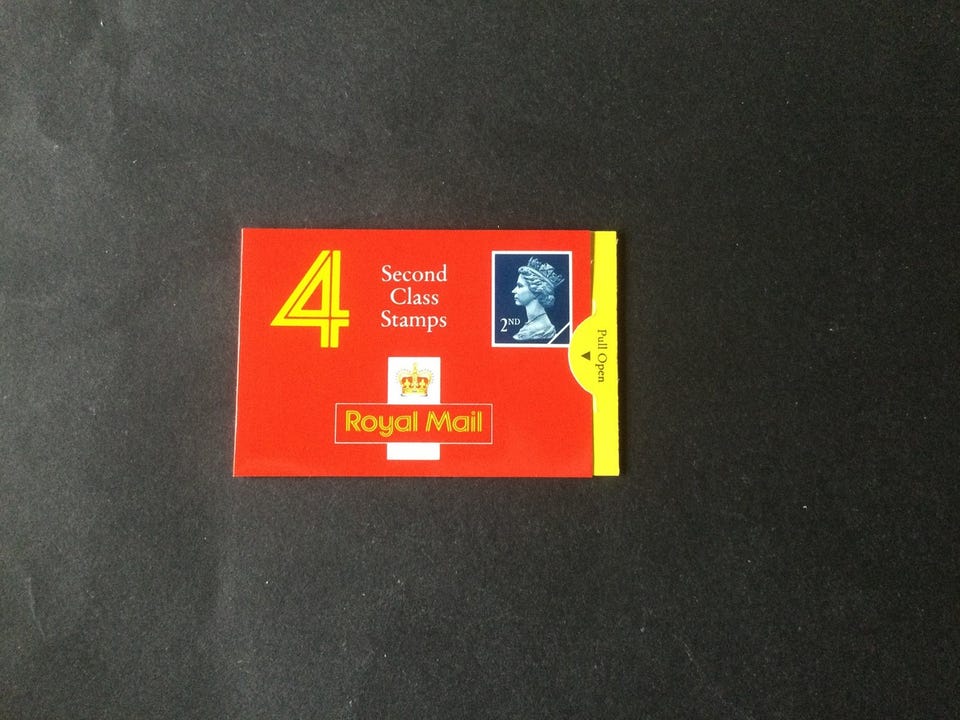 4
Second
Class
Stamps
2ND
Pull Open
Royal Mail